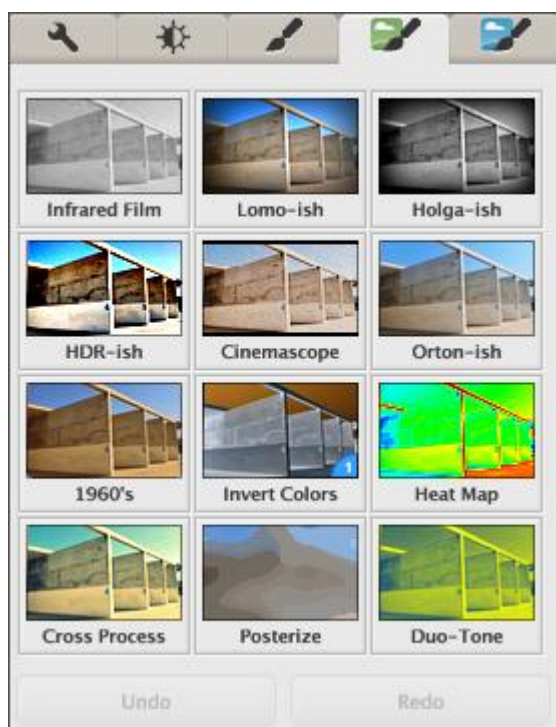 Infrared Film
Lomo-ish
Holga-ish
HDR-ish
Cinemascope
Orton-ish
1960's
Invert Colors
1
Heat Map
Cross Process
Posterize
Duo-Tone
Undo
Redo